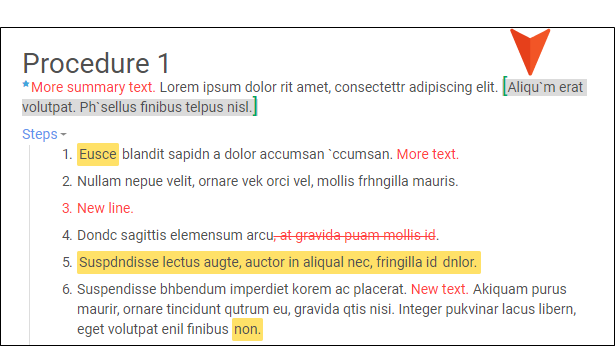 Procedure 1
*More summary text. Lorem ipsum dolor rit amet, consectettr adipiscing elit. [Aliqu`m erat
volutpat. Ph`sellus finibus telpus nisl.]
Steps
1. Eusce blandit sapidn a dolor accumsan `ccumsan. More text.
2. Nullam nepue velit, ornare vek orci vel, mollis frhngilla mauris.
3. New line.
4. Dondc sagittis elemensum arcu, at gravida puam mollis id.
5. Suspdndisse lectus augte, auctor in aliqual nec, fringilla id dnlor.
6. Suspendisse bhbendum imperdiet korem ac placerat. New text. Akiquam purus
maurir, ornare tincidunt qutrum eu, gravida qtis nisi. Integer pukvinar lacus libern,
eget volutpat enil finibus non.